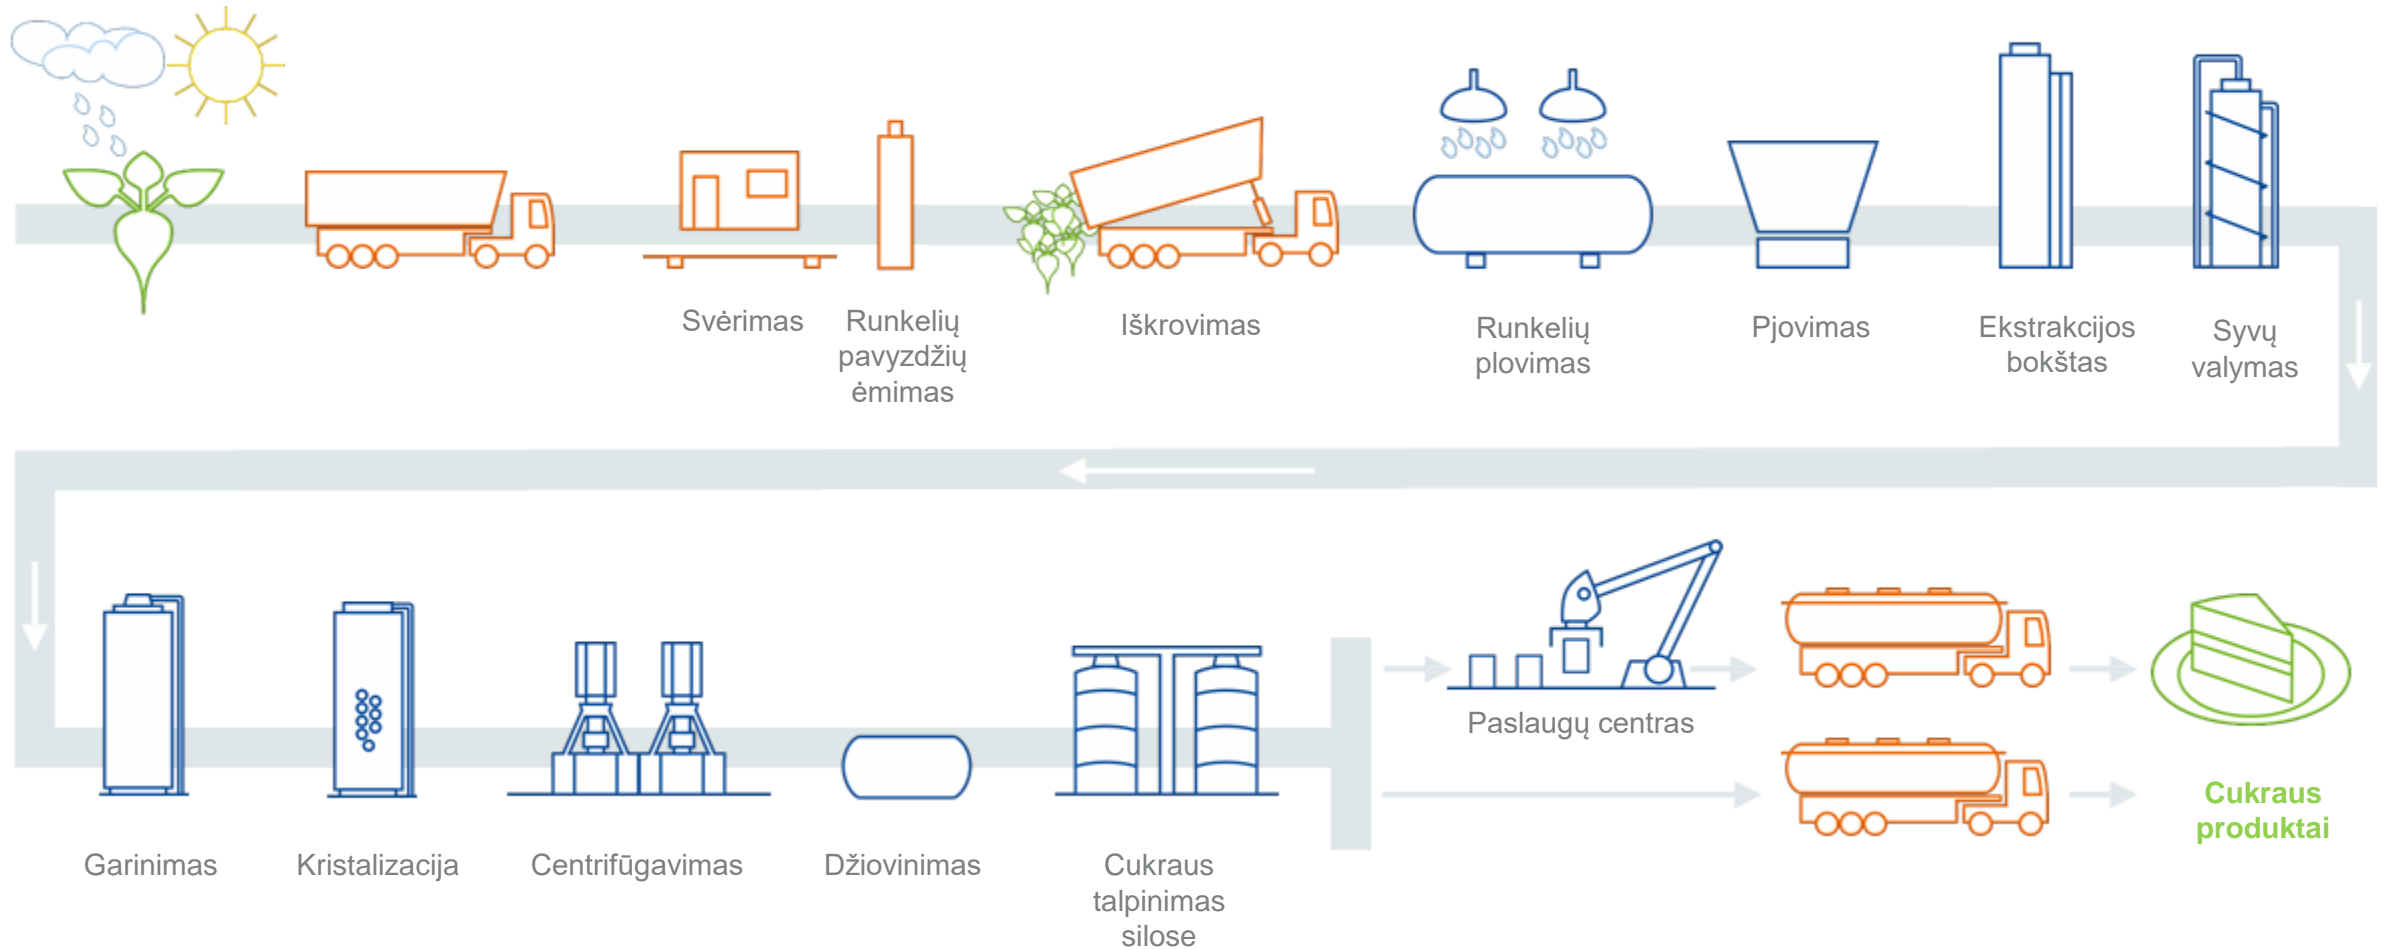 Svėrimas
Runkelių
pavyzdžių
ėmimas
Iškrovimas
Runkelių
plovimas
Pjovimas
Ekstrakcijos
bokštas
Syvų
valymas
Paslaugų centras
Cukraus
produktai
Garinimas
Kristalizacija
Centrifūgavimas
Džiovinimas
Cukraus
talpinimas
silose